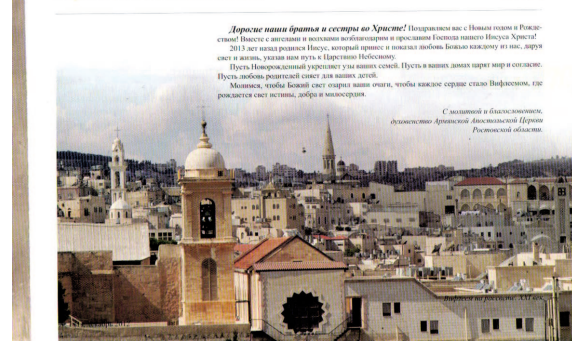 Дорогие наши братья и сестры во Христе! Поздравляем вас с Новым годом и Рожде-
ством! Вместе с ангелами и волхвами возблагодарим и прославим Господа нашего Иисуса Христа!
2013 лет назад родился Иисус, который принес и показал любовь Божью каждому из нас, даруя
свет и жизнь, указав нам путь к Царствию Небесному.
Пусть Новорожденный укрепляет узы ваших семей. Пусть в ваших домах царят мир и согласие.
Пусть любовь родителей сияет для ваших детей.
Молимся, чтобы Божий свет озарил ваши очаги, чтобы каждое сердце стало Вифлеемом, где
рождается свет истины, добра и милосердия.
С молитвой и благословением,
духовенство Армянской Апостольской Церкви
Ростовской области.
Вифлеем на рассвете. XXI век
2012